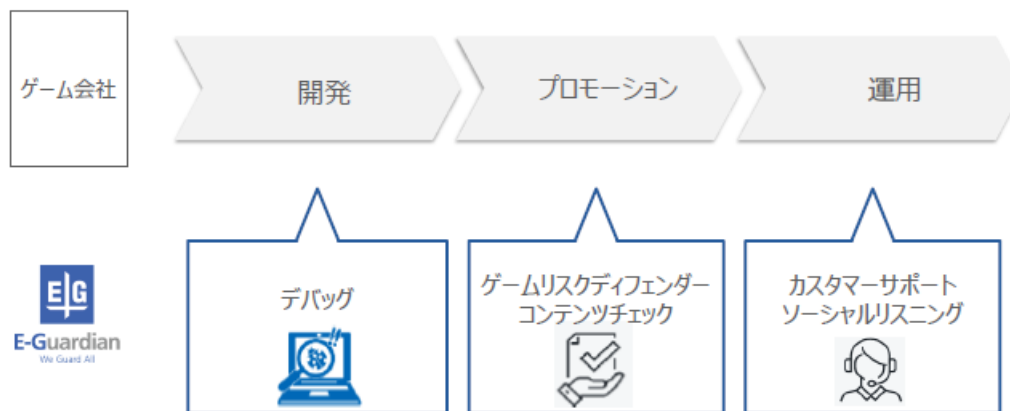 ゲーム会社
開発
プロモーション
運用
デバッグ
ゲームリスクディフェンダー
コンテンツチェック
カスタマーサポート
ソーシャルリスニング
E G
E-Guardian
We Guard All